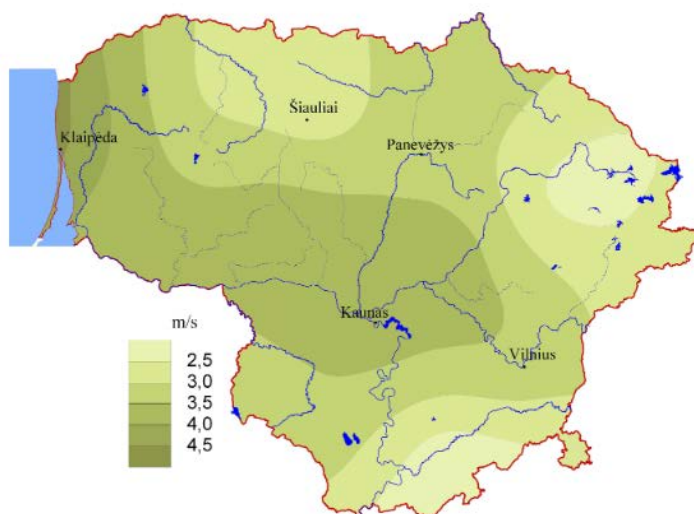 Šiauliai
Klaipėda
Panevėžys
Kaunas
m/s
Vilnius
2,5
3,0
3,5
4,0
4,5